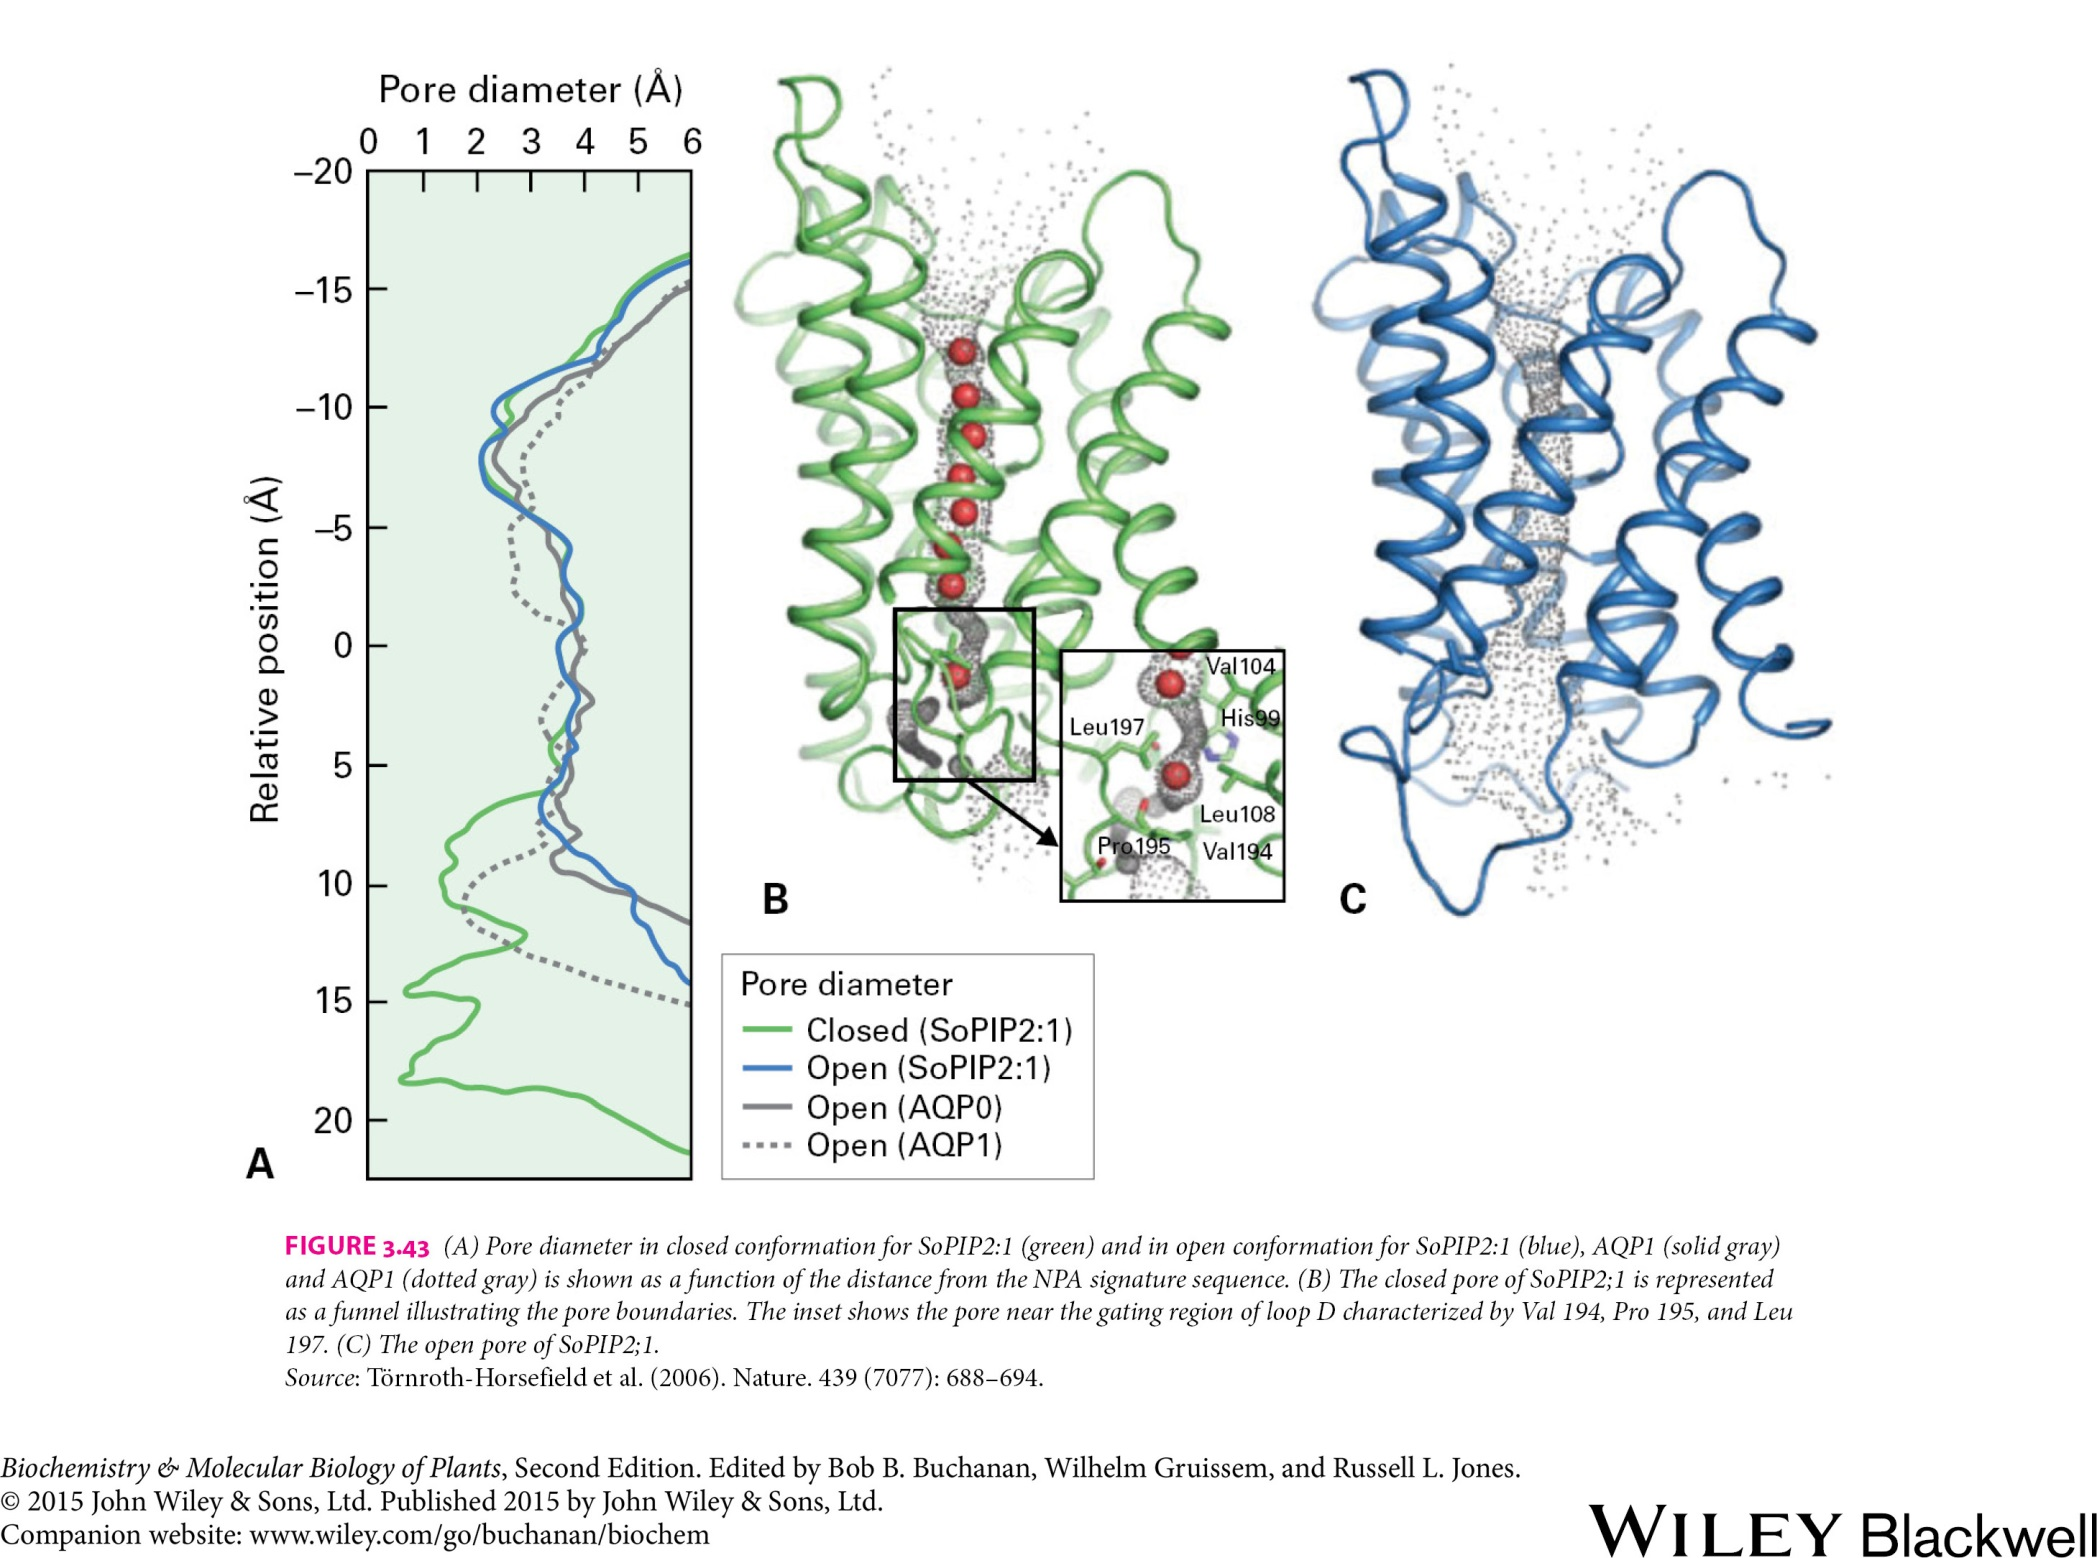 Pore diameter (Å)
0 1 2 3 4 5 6
–20
–15
–10
–5
0
5
10
15
20
Relative position (Å)
A
B
Val104
His99
Leu197
Leu108
Pro195
Val194
C
Pore diameter
Closed (SoPIP2:1)
Open (SoPIP2:1)
Open (AQP0)
Open (AQP1)
FIGURE 3.43 (A) Pore diameter in closed conformation for SoPIP2:1 (green) and in open conformation for SoPIP2:1 (blue), AQP1 (solid gray)
and AQP1 (dotted gray) is shown as a function of the distance from the NPA signature sequence. (B) The closed pore of SoPIP2;1 is represented
as a funnel illustrating the pore boundaries. The inset shows the pore near the gating region of loop D characterized by Val 194, Pro 195, and Leu
197. (C) The open pore of SoPIP2;1.
Source: Törnroth-Horsefield et al. (2006). Nature. 439 (7077): 688–694.
Biochemistry & Molecular Biology of Plants, Second Edition. Edited by Bob B. Buchanan, Wilhelm Gruissem, and Russell L. Jones.
© 2015 John Wiley & Sons, Ltd. Published 2015 by John Wiley & Sons, Ltd.
Companion website: www.wiley.com/go/buchanan/biochem
WILEY Blackwell